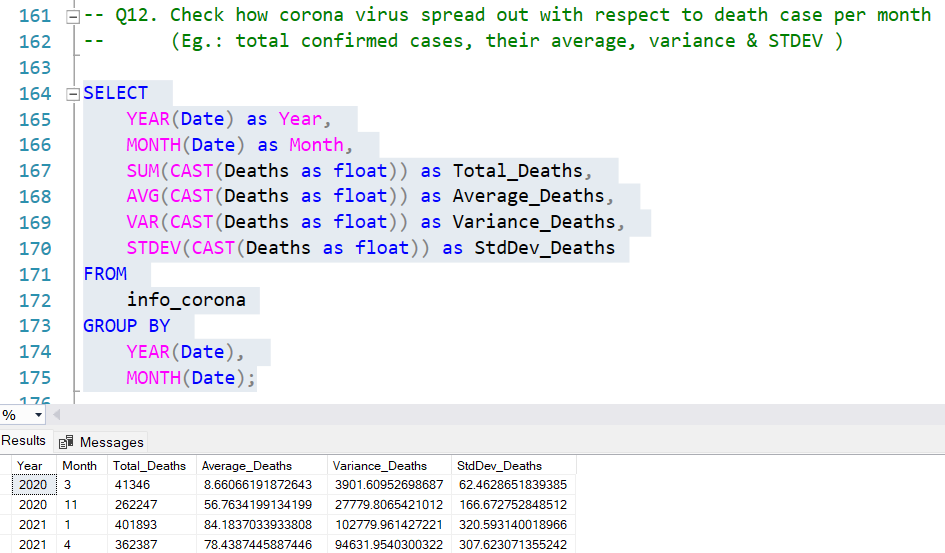 161 -- Q12. Check how corona virus spread out with respect to death case per month
162 -- (Eg.: total confirmed cases, their average, variance & STDEV )
163
164 SELECT
165 YEAR(Date) as Year,
166 MONTH(Date) as Month,
167 SUM(CAST(Deaths as float)) as Total_Deaths,
168 AVG(CAST(Deaths as float)) as Average_Deaths,
169 VAR(CAST(Deaths as float)) as Variance_Deaths,
170 STDEV(CAST(Deaths as float)) as StdDev_Deaths
171 FROM
172 info_corona
173 GROUP BY
174 YEAR(Date),
175 MONTH(Date);
176
%
Results Messages
Year Month Total_Deaths Average_Deaths Variance_Deaths StdDev_Deaths
2020 3 41346 8.66066191872643 3901.60952698687 62.4628651839385
2020 11 262247 56.7634199134199 27779.8065421012 166.672752848512
2021 1 401893 84.1837033933808 102779.961427221 320.593140018966
2021 4 362387 78.4387445887446 94631.9540300322 307.623071355242